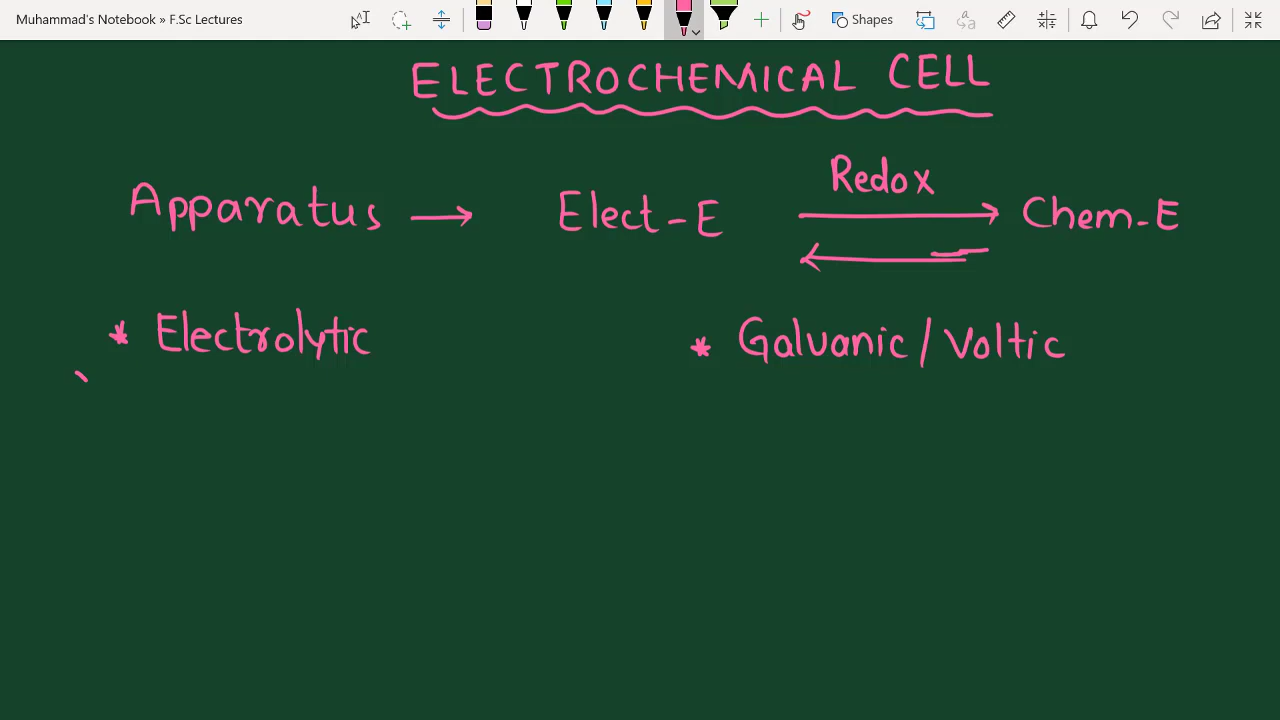 Muhammad's Notebook » F.Sc Lectures
Shapes
ELECTROCHEMICAL CELL
Apparatus → Elect-E Redox Chem-E
* Electrolytic * Galvanic / Voltic